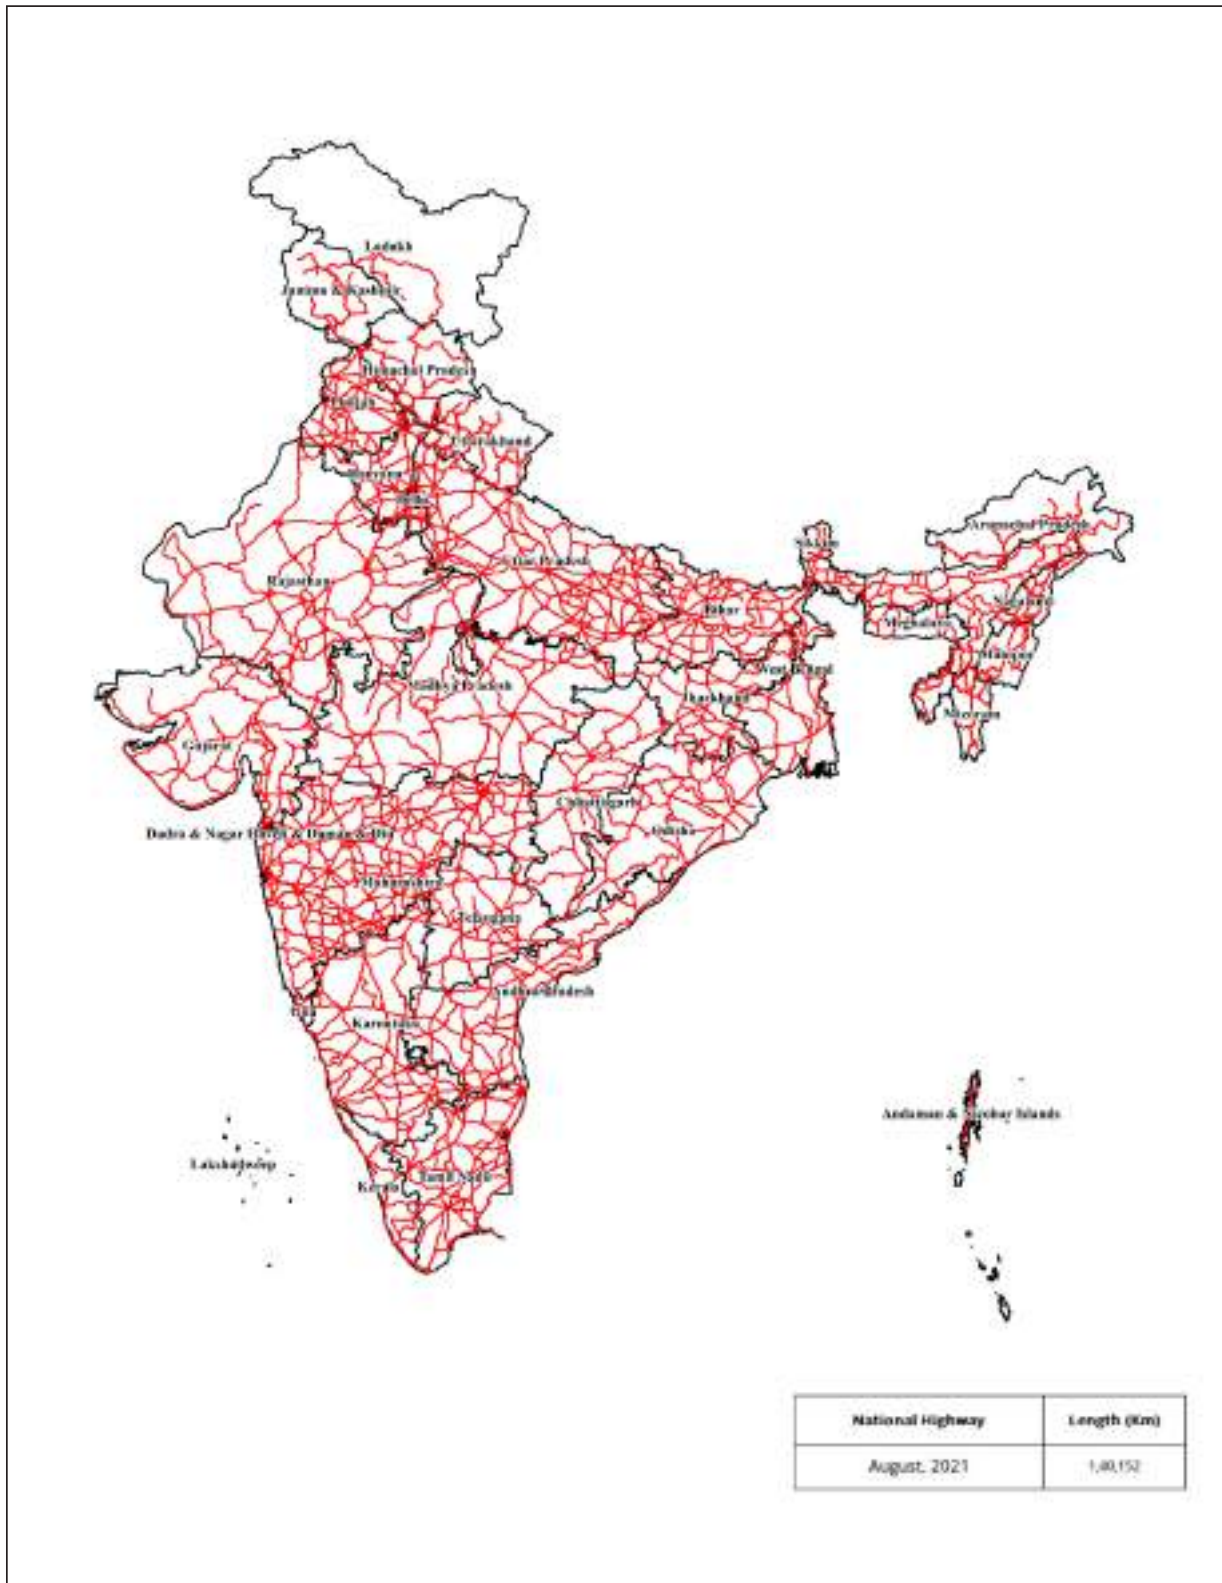 Ladakh
Jammu & Kashmir
Himachal Pradesh
Punjab
Uttarakhand
Haryana
Delhi
Arunachal Pradesh
Sikkim
Uttar Pradesh
Rajasthan
Nagaland
Bihar
Meghalaya
Manipur
West Bengal
Madhya Pradesh
Jharkhand
Mizoram
Gujarat
Chhattisgarh
Odisha
Dadra & Nagar Haveli & Daman & Diu
Maharashtra
Telangana
Andhra Pradesh
Goa
Karnataka
Andaman & Nicobar Islands
Lakshdweep
Tamil Nadu
Kerala
National Highway Length (Km)
August, 2021 1,40,152